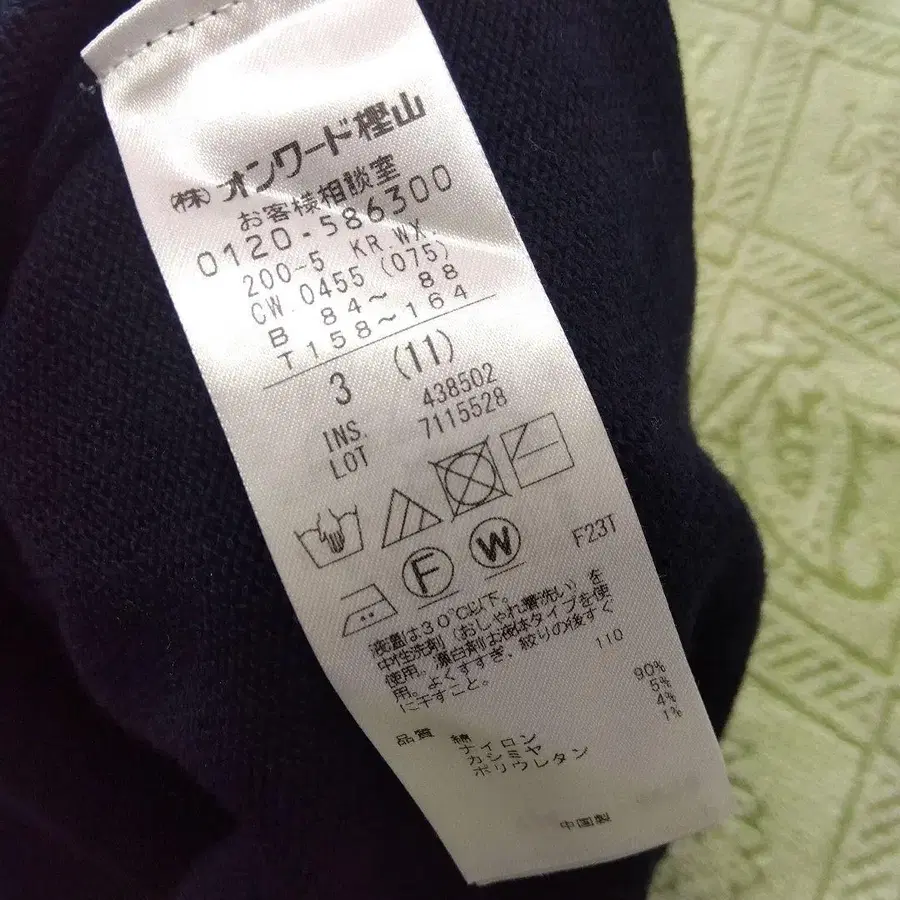 (株)オンワード樫山
お客様相談室
0120-586300
200-5 KR.WX.
CW.0455 (075)
B 84～ 88
T158～164
3 (11)
INS. 438502
LOT 7115528
F W
F23T
液温は30℃以下。
中性洗剤（おしゃれ着洗い）を
使用。漂白剤は液体タイプを使
用。よくすすぎ、絞りの後すぐ
に干すこと。
110
品質 綿 90%
ナイロン 5%
カシミヤ 4%
ポリウレタン 1%
中国製